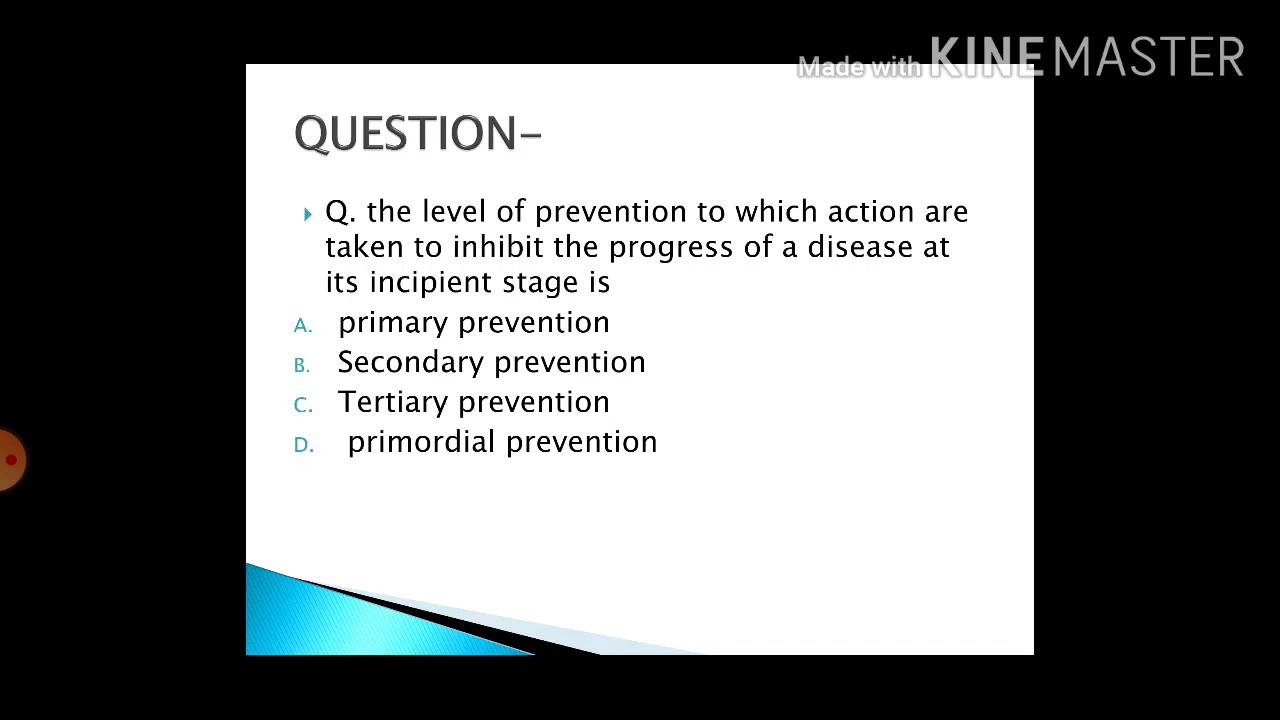 Made with KINEMASTER
QUESTION-
Q. the level of prevention to which action are
taken to inhibit the progress of a disease at
its incipient stage is
A. primary prevention
B. Secondary prevention
C. Tertiary prevention
D. primordial prevention